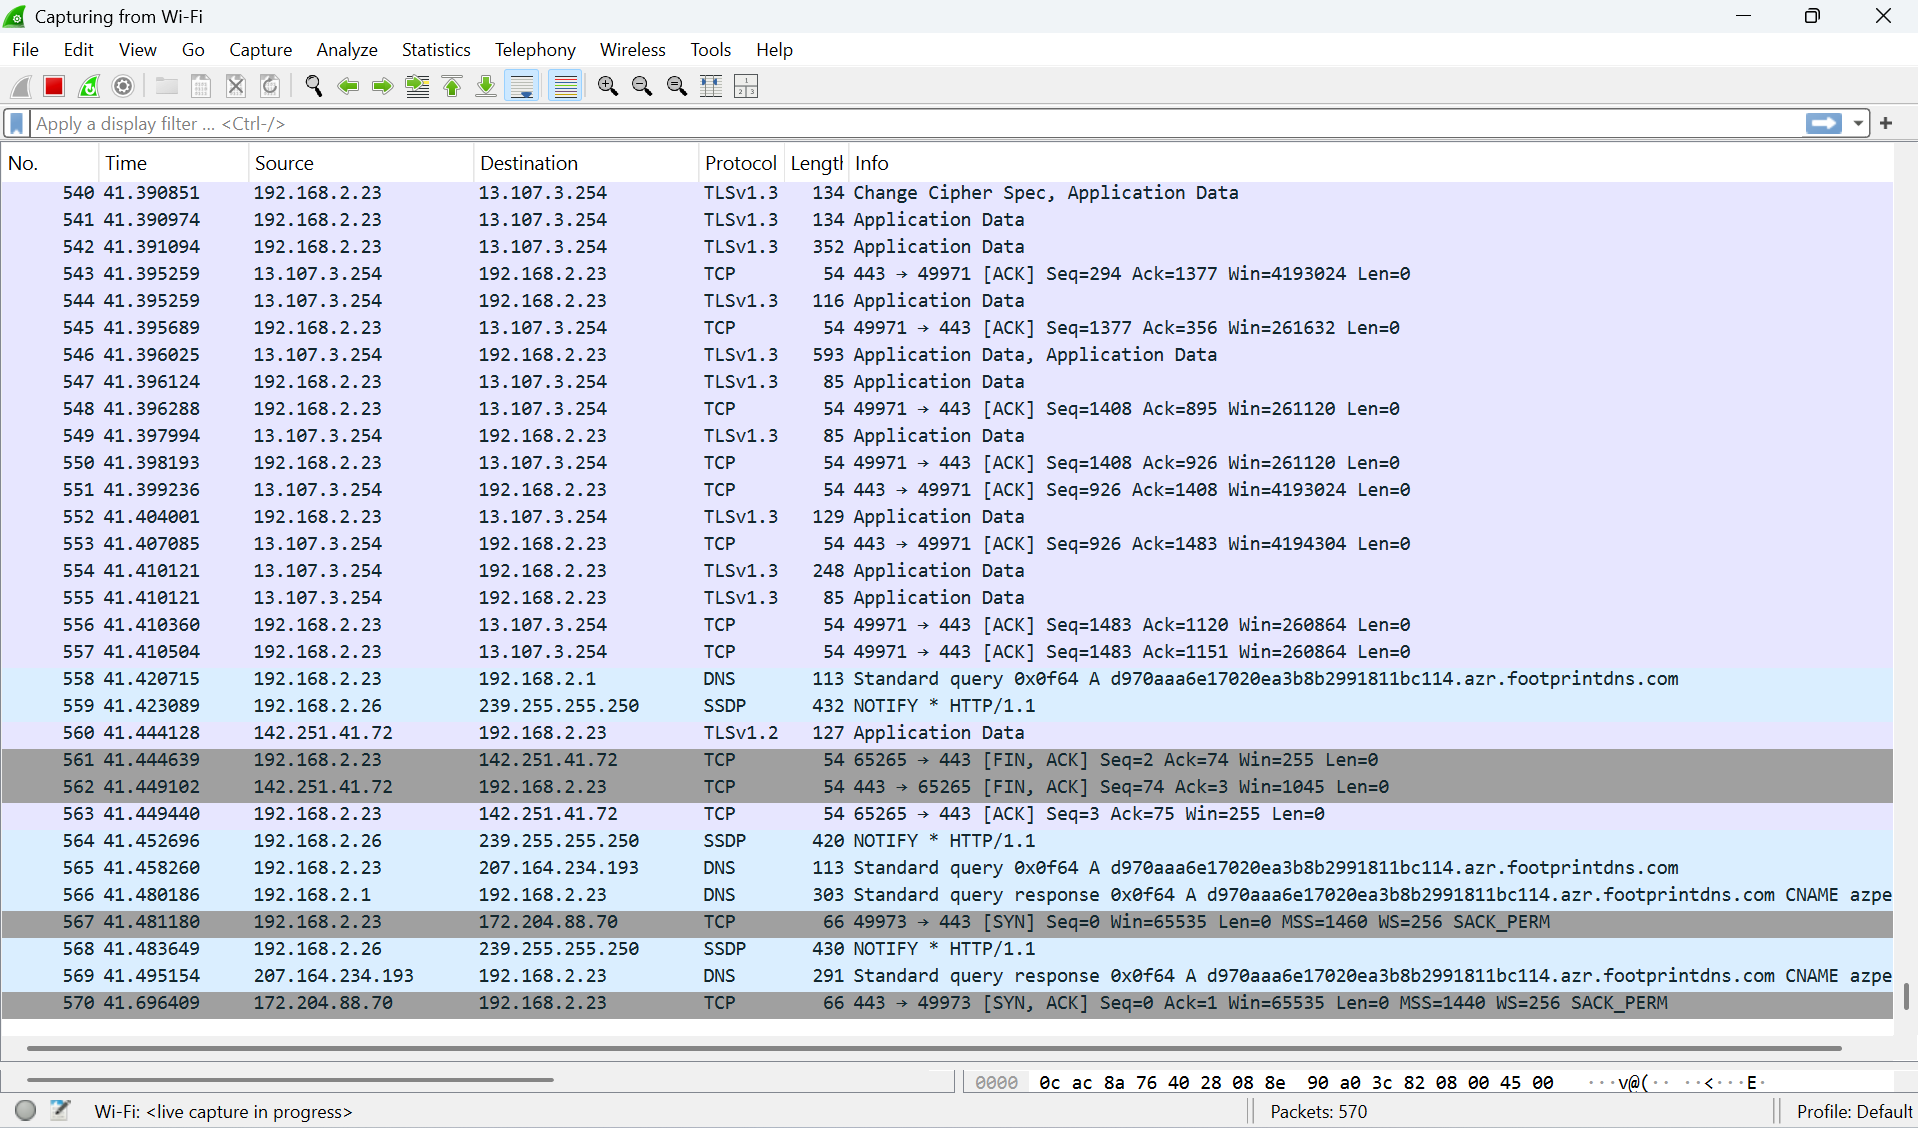 Capturing from Wi-Fi
File Edit View Go Capture Analyze Statistics Telephony Wireless Tools Help
Apply a display filter ... <Ctrl-/>
No. Time Source Destination Protocol Length Info
540 41.390851 192.168.2.23 13.107.3.254 TLSv1.3 134 Change Cipher Spec, Application Data
541 41.390974 192.168.2.23 13.107.3.254 TLSv1.3 134 Application Data
542 41.391094 192.168.2.23 13.107.3.254 TLSv1.3 352 Application Data
543 41.395259 13.107.3.254 192.168.2.23 TCP 54 443 → 49971 [ACK] Seq=294 Ack=1377 Win=4193024 Len=0
544 41.395259 13.107.3.254 192.168.2.23 TLSv1.3 116 Application Data
545 41.395689 192.168.2.23 13.107.3.254 TCP 54 49971 → 443 [ACK] Seq=1377 Ack=356 Win=261632 Len=0
546 41.396025 13.107.3.254 192.168.2.23 TLSv1.3 593 Application Data, Application Data
547 41.396124 192.168.2.23 13.107.3.254 TLSv1.3 85 Application Data
548 41.396288 192.168.2.23 13.107.3.254 TCP 54 49971 → 443 [ACK] Seq=1408 Ack=895 Win=261120 Len=0
549 41.397994 13.107.3.254 192.168.2.23 TLSv1.3 85 Application Data
550 41.398193 192.168.2.23 13.107.3.254 TCP 54 49971 → 443 [ACK] Seq=1408 Ack=926 Win=261120 Len=0
551 41.399236 13.107.3.254 192.168.2.23 TCP 54 443 → 49971 [ACK] Seq=926 Ack=1408 Win=4193024 Len=0
552 41.404001 192.168.2.23 13.107.3.254 TLSv1.3 129 Application Data
553 41.407085 13.107.3.254 192.168.2.23 TCP 54 443 → 49971 [ACK] Seq=926 Ack=1483 Win=4194304 Len=0
554 41.410121 13.107.3.254 192.168.2.23 TLSv1.3 248 Application Data
555 41.410121 13.107.3.254 192.168.2.23 TLSv1.3 85 Application Data
556 41.410360 192.168.2.23 13.107.3.254 TCP 54 49971 → 443 [ACK] Seq=1483 Ack=1120 Win=260864 Len=0
557 41.410504 192.168.2.23 13.107.3.254 TCP 54 49971 → 443 [ACK] Seq=1483 Ack=1151 Win=260864 Len=0
558 41.420715 192.168.2.23 192.168.2.1 DNS 113 Standard query 0x0f64 A d970aaa6e17020ea3b8b2991811bc114.azr.footprintdns.com
559 41.423089 192.168.2.26 239.255.255.250 SSDP 432 NOTIFY * HTTP/1.1
560 41.444128 142.251.41.72 192.168.2.23 TLSv1.2 127 Application Data
561 41.444639 192.168.2.23 142.251.41.72 TCP 54 65265 → 443 [FIN, ACK] Seq=2 Ack=74 Win=255 Len=0
562 41.449102 142.251.41.72 192.168.2.23 TCP 54 443 → 65265 [FIN, ACK] Seq=74 Ack=3 Win=1045 Len=0
563 41.449440 192.168.2.23 142.251.41.72 TCP 54 65265 → 443 [ACK] Seq=3 Ack=75 Win=255 Len=0
564 41.452696 192.168.2.26 239.255.255.250 SSDP 420 NOTIFY * HTTP/1.1
565 41.458260 192.168.2.23 207.164.234.193 DNS 113 Standard query 0x0f64 A d970aaa6e17020ea3b8b2991811bc114.azr.footprintdns.com
566 41.480186 192.168.2.1 192.168.2.23 DNS 303 Standard query response 0x0f64 A d970aaa6e17020ea3b8b2991811bc114.azr.footprintdns.com CNAME azpe
567 41.481180 192.168.2.23 172.204.88.70 TCP 66 49973 → 443 [SYN] Seq=0 Win=65535 Len=0 MSS=1460 WS=256 SACK_PERM
568 41.483649 192.168.2.26 239.255.255.250 SSDP 430 NOTIFY * HTTP/1.1
569 41.495154 207.164.234.193 192.168.2.23 DNS 291 Standard query response 0x0f64 A d970aaa6e17020ea3b8b2991811bc114.azr.footprintdns.com CNAME azpe
570 41.696409 172.204.88.70 192.168.2.23 TCP 66 443 → 49973 [SYN, ACK] Seq=0 Ack=1 Win=65535 Len=0 MSS=1440 WS=256 SACK_PERM
0000 0c ac 8a 76 40 28 08 8e 90 a0 3c 82 08 00 45 00 ···v@(·· ··<···E·
Wi-Fi: <live capture in progress> Packets: 570 Profile: Default